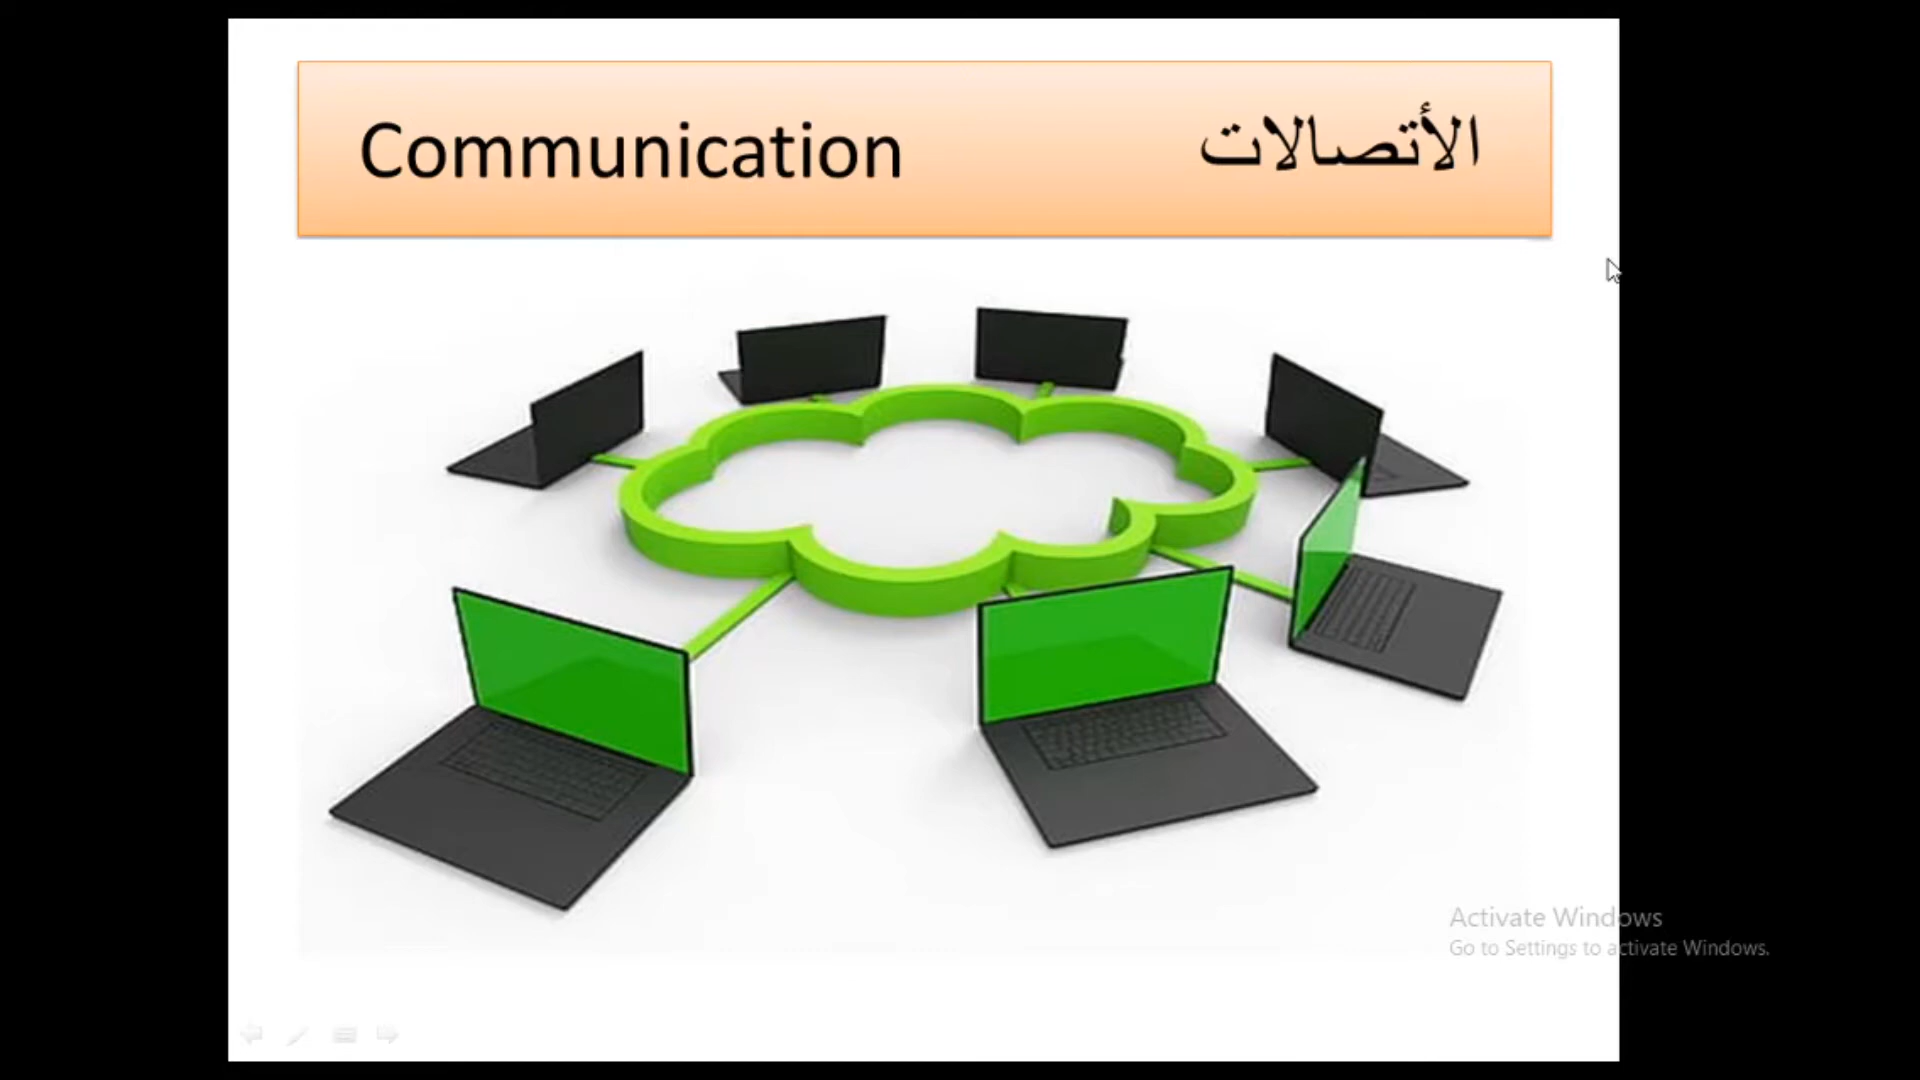 Communication الأتصالات
Activate Windows
Go to Settings to activate Windows.